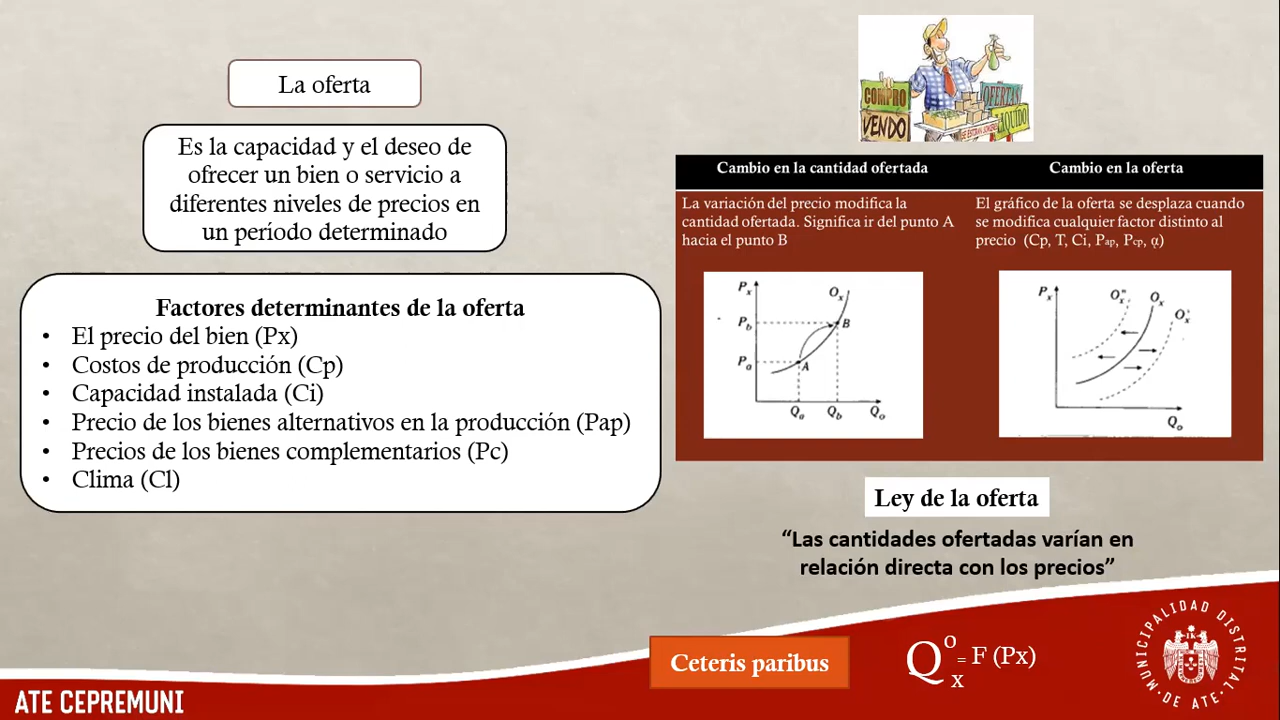 La oferta
Es la capacidad y el deseo de
ofrecer un bien o servicio a
diferentes niveles de precios en
un período determinado
Factores determinantes de la oferta
• El precio del bien (Px)
• Costos de producción (Cp)
• Capacidad instalada (Ci)
• Precio de los bienes alternativos en la producción (Pap)
• Precios de los bienes complementarios (Pc)
• Clima (Cl)
COMPRO
VENDO
OFERTAS
LIQUIDO
Cambio en la cantidad ofertada
La variación del precio modifica la
cantidad ofertada. Significa ir del punto A
hacia el punto B
Px
Ox
Pb
B
Pa
A
Qa Qb Qo
Cambio en la oferta
El gráfico de la oferta se desplaza cuando
se modifica cualquier factor distinto al
precio (Cp, T, Ci, Pap, Pcp, α)
Px
Ox'' Ox Ox'
Qo
Ley de la oferta
“Las cantidades ofertadas varían en
relación directa con los precios”
Ceteris paribus
Q o x = F (Px)
ATE CEPREMUNI
MUNICIPALIDAD DISTRITAL
• DE ATE •